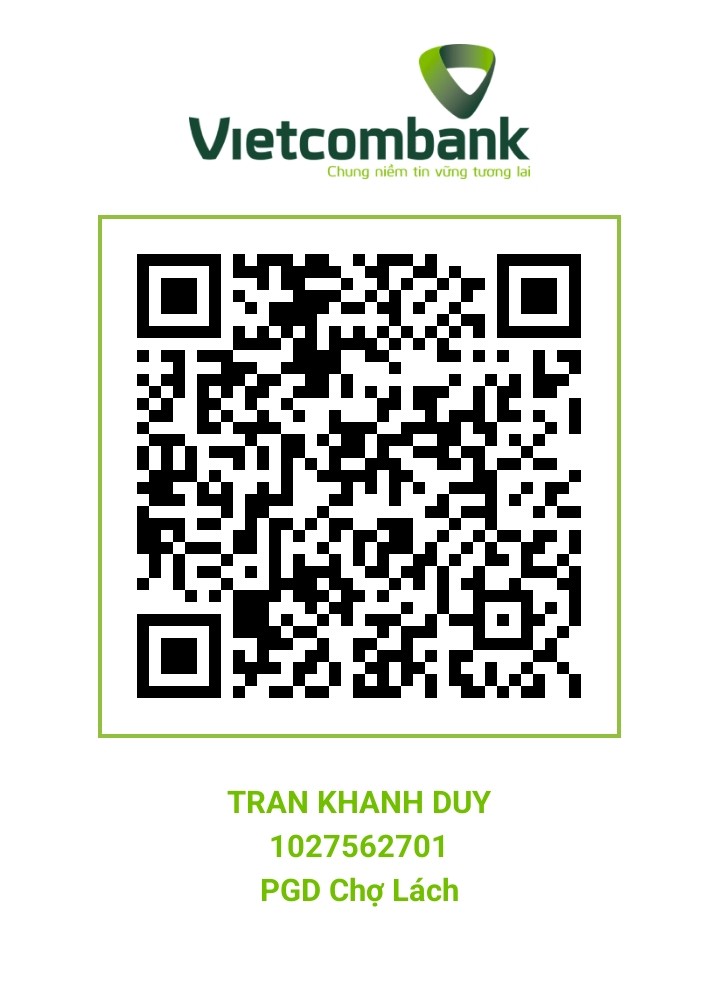 Vietcombank
Chung niềm tin vững tương lai
TRAN KHANH DUY
1027562701
PGD Chợ Lách